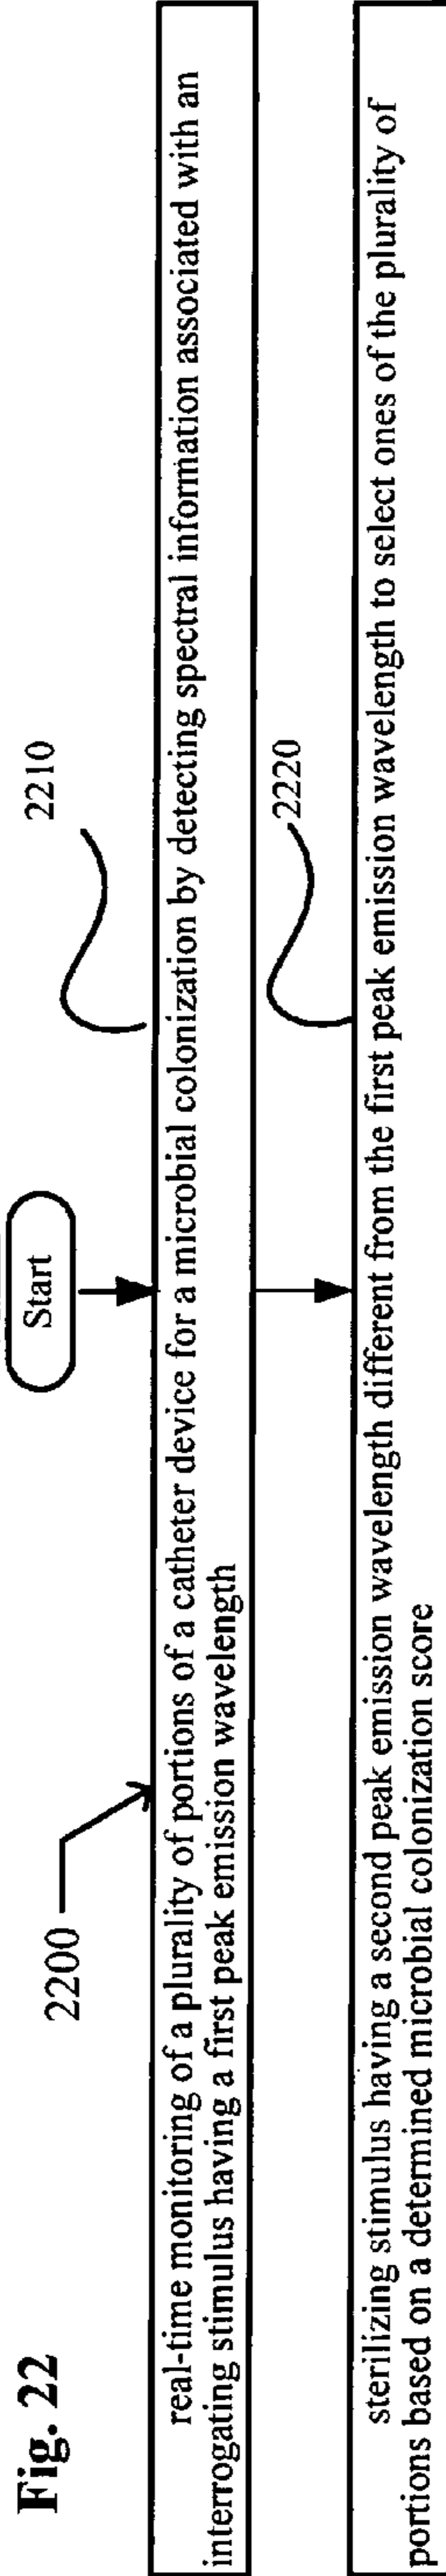 Fig. 22
2200
Start
2210
real-time monitoring of a plurality of portions of a catheter device for a microbial colonization by detecting spectral information associated with an
interrogating stimulus having a first peak emission wavelength
2220
sterilizing stimulus having a second peak emission wavelength different from the first peak emission wavelength to select ones of the plurality of
portions based on a determined microbial colonization score